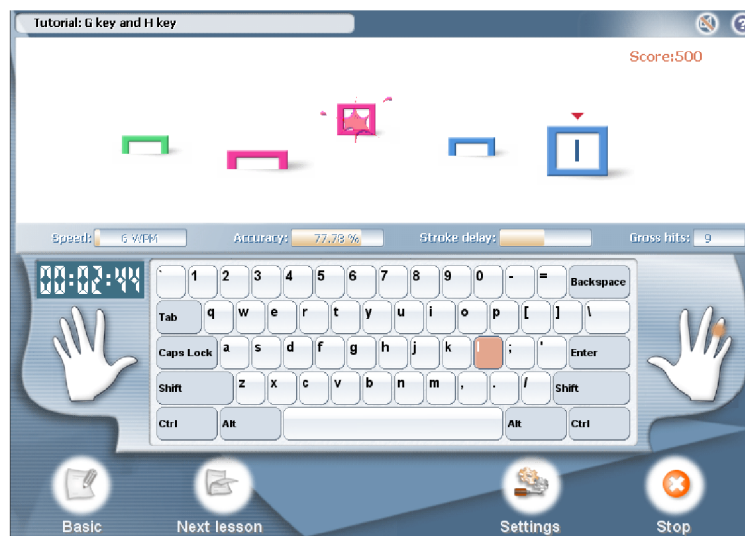 Tutorial: G key and H key
?
Score:500
l
Speed: 6 WPM Accuracy: 77.78 % Stroke delay: Gross hits: 9
00:02:44
` 1 2 3 4 5 6 7 8 9 0 - = Backspace
Tab q w e r t y u i o p [ ] \
Caps Lock a s d f g h j k l ; ' Enter
Shift z x c v b n m , . / Shift
Ctrl Alt Alt Ctrl
Basic Next lesson Settings Stop